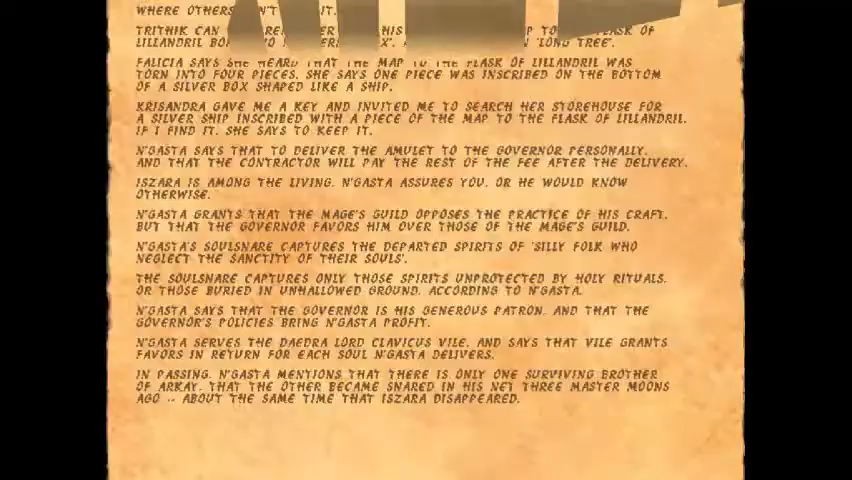 WHERE OTHERS IT.
TRITHIK CAN HIS TO FLASK OF
LILLANDRIL 'LONG TREE'.
FALICIA SAYS SHE HEARD THAT THE MAP TO THE FLASK OF LILLANDRIL WAS
TORN INTO FOUR PIECES. SHE SAYS ONE PIECE WAS INSCRIBED ON THE BOTTOM
OF A SILVER BOX SHAPED LIKE A SHIP.
KRISANDRA GAVE ME A KEY AND INVITED ME TO SEARCH HER STOREHOUSE FOR
A SILVER SHIP INSCRIBED WITH A PIECE OF THE MAP TO THE FLASK OF LILLANDRIL.
IF I FIND IT, SHE SAYS TO KEEP IT.
N'GASTA SAYS THAT TO DELIVER THE AMULET TO THE GOVERNOR PERSONALLY,
AND THAT THE CONTRACTOR WILL PAY THE REST OF THE FEE AFTER THE DELIVERY.
ISZARA IS AMONG THE LIVING, N'GASTA ASSURES YOU, OR HE WOULD KNOW
OTHERWISE.
N'GASTA GRANTS THAT THE MAGE'S GUILD OPPOSES THE PRACTICE OF HIS CRAFT,
BUT THAT THE GOVERNOR FAVORS HIM OVER THOSE OF THE MAGE'S GUILD.
N'GASTA'S SOULSNARE CAPTURES THE DEPARTED SPIRITS OF 'SILLY FOLK WHO
NEGLECT THE SANCTITY OF THEIR SOULS'.
THE SOULSNARE CAPTURES ONLY THOSE SPIRITS UNPROTECTED BY HOLY RITUALS,
OR THOSE BURIED IN UNHALLOWED GROUND, ACCORDING TO N'GASTA.
N'GASTA SAYS THAT THE GOVERNOR IS HIS GENEROUS PATRON, AND THAT THE
GOVERNOR'S POLICIES BRING N'GASTA PROFIT.
N'GASTA SERVES THE DAEDRA LORD CLAVICUS VILE, AND SAYS THAT VILE GRANTS
FAVORS IN RETURN FOR EACH SOUL N'GASTA DELIVERS.
IN PASSING, N'GASTA MENTIONS THAT THERE IS ONLY ONE SURVIVING BROTHER
OF ARKAY, THAT THE OTHER BECAME SNARED IN HIS NET THREE MASTER MOONS
AGO -- ABOUT THE SAME TIME THAT ISZARA DISAPPEARED.